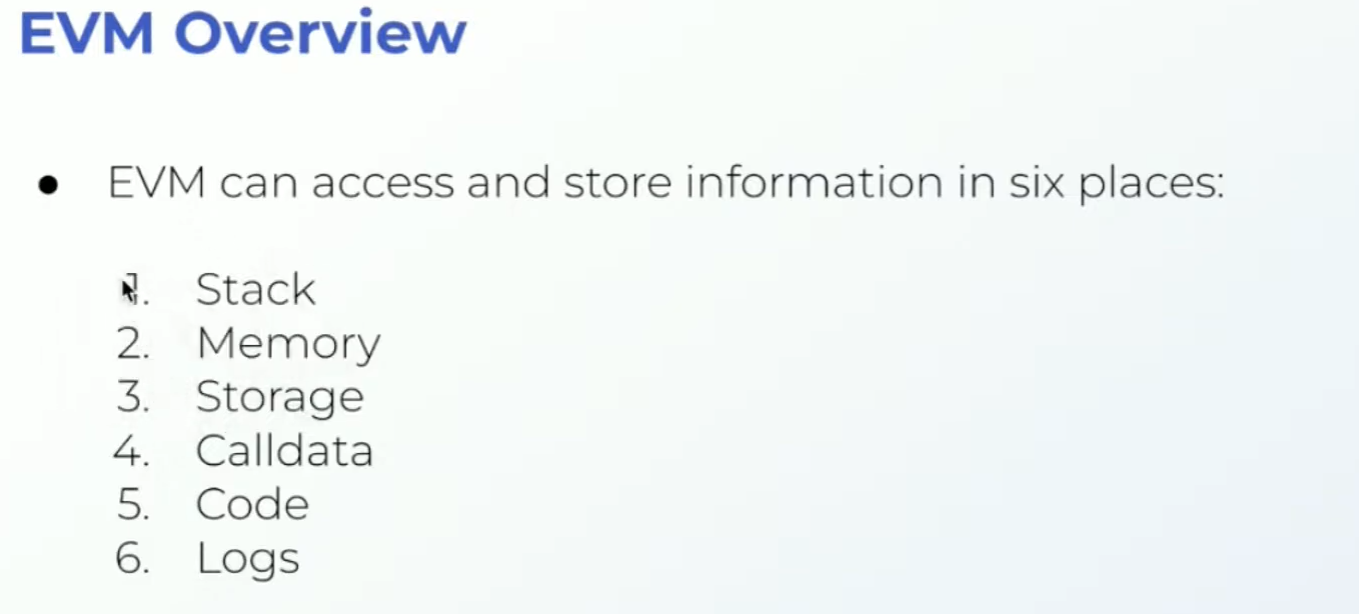 EVM Overview
● EVM can access and store information in six places:
1. Stack
2. Memory
3. Storage
4. Calldata
5. Code
6. Logs